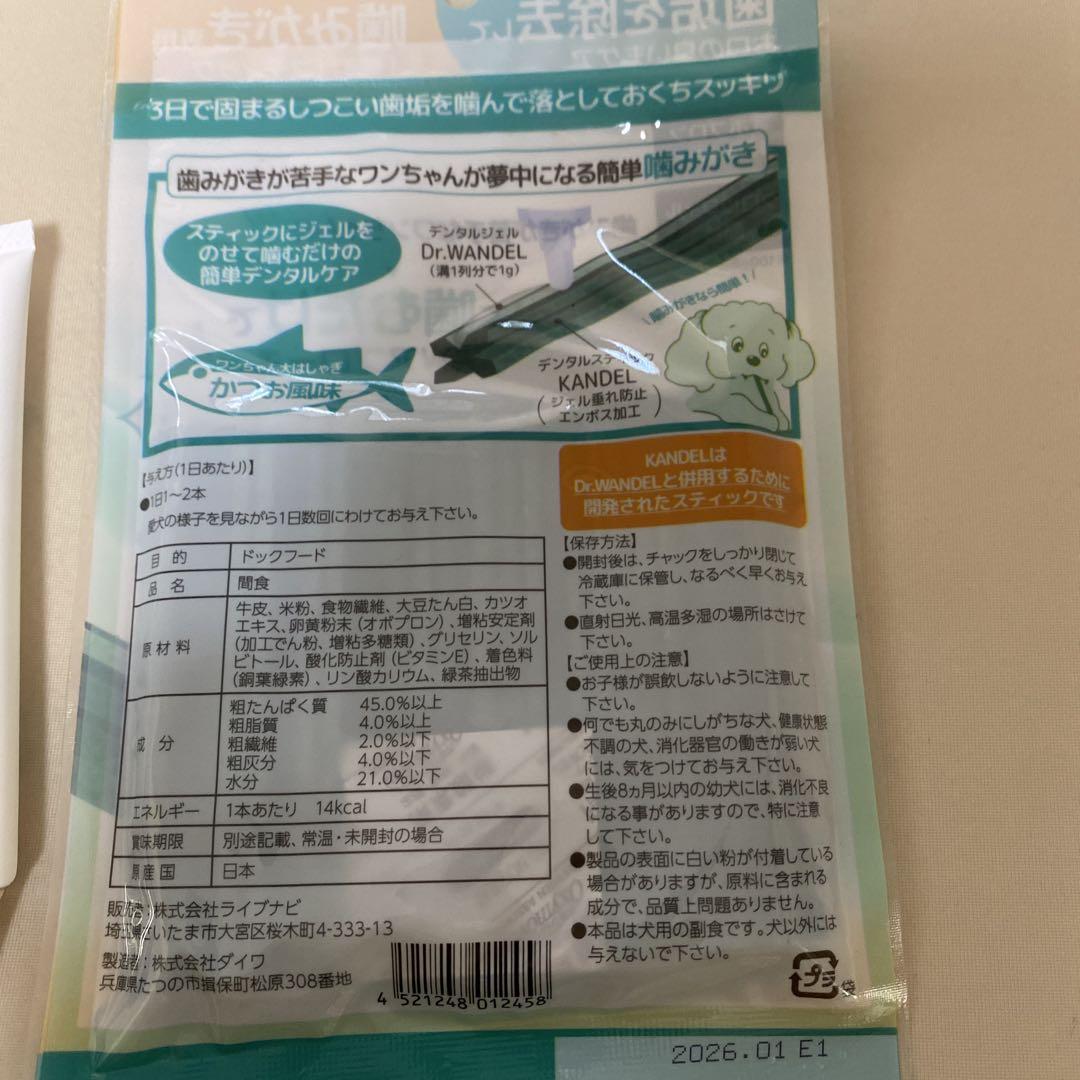 3日で固まるしつこい歯垢を噛んで落としておくちスッキリ
歯みがきが苦手なワンちゃんが夢中になる簡単噛みがき
スティックにジェルを
のせて噛むだけの
簡単デンタルケア
デンタルジェル
Dr.WANDEL
(溝1列分で1g)
噛みがきなら簡単!
ワンちゃん大はしゃぎ
かつお風味
デンタルスティック
KANDEL
(ジェル垂れ防止
エンボス加工)
【与え方(1日あたり)】
●1日1〜2本
愛犬の様子を見ながら1日数回にわけてお与え下さい。
目的 ドックフード
品名 間食
原材料 牛皮、米粉、食物繊維、大豆たん白、カツオ
エキス、卵黄粉末(オボプロン)、増粘安定剤
(加工でん粉、増粘多糖類)、グリセリン、ソル
ビトール、酸化防止剤(ビタミンE)、着色料
(銅葉緑素)、リン酸カリウム、緑茶抽出物
成分 粗たんぱく質 45.0%以上
粗脂質 4.0%以上
粗繊維 2.0%以下
粗灰分 4.0%以下
水分 21.0%以下
エネルギー 1本あたり 14kcal
賞味期限 別途記載、常温・未開封の場合
原産国 日本
販売者:株式会社ライブナビ
埼玉県さいたま市大宮区桜木町4-333-13
製造者:株式会社ダイワ
兵庫県たつの市揖保町松原308番地
4 521248 012458
KANDELは
Dr.WANDELと併用するために
開発されたスティックです
【保存方法】
●開封後は、チャックをしっかり閉じて
冷蔵庫に保管し、なるべく早くお与え
下さい。
●直射日光、高温多湿の場所はさけて
下さい。
【ご使用上の注意】
●お子様が誤飲しないように注意して
下さい。
●何でも丸のみにしがちな犬、健康状態
不調の犬、消化器官の働きが弱い犬
には、気をつけてお与え下さい。
●生後8ヵ月以内の幼犬には、消化不良
になる事がありますので、特に注意
して下さい。
●製品の表面に白い粉が付着している
場合がありますが、原料に含まれる
成分で、品質上問題ありません。
●本品は犬用の副食です。犬以外には
与えないで下さい。
プラ
袋
2026.01 E1